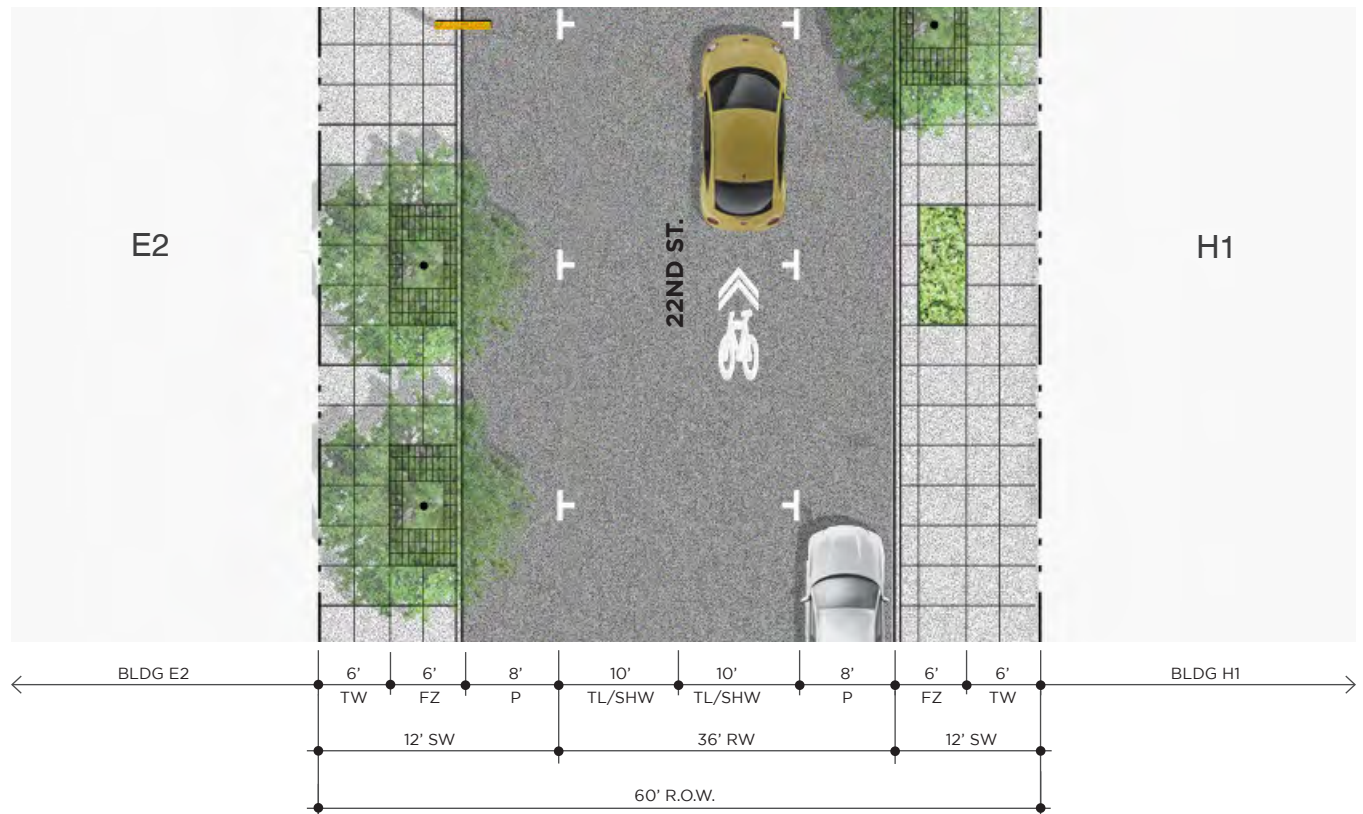 E2
22ND ST.
H1
BLDG E2
6’ 6’ 8’ 10’ 10’ 8’ 6’ 6’
BLDG H1
TW FZ P TL/SHW TL/SHW P FZ TW
12’ SW 36’ RW 12’ SW
60’ R.O.W.